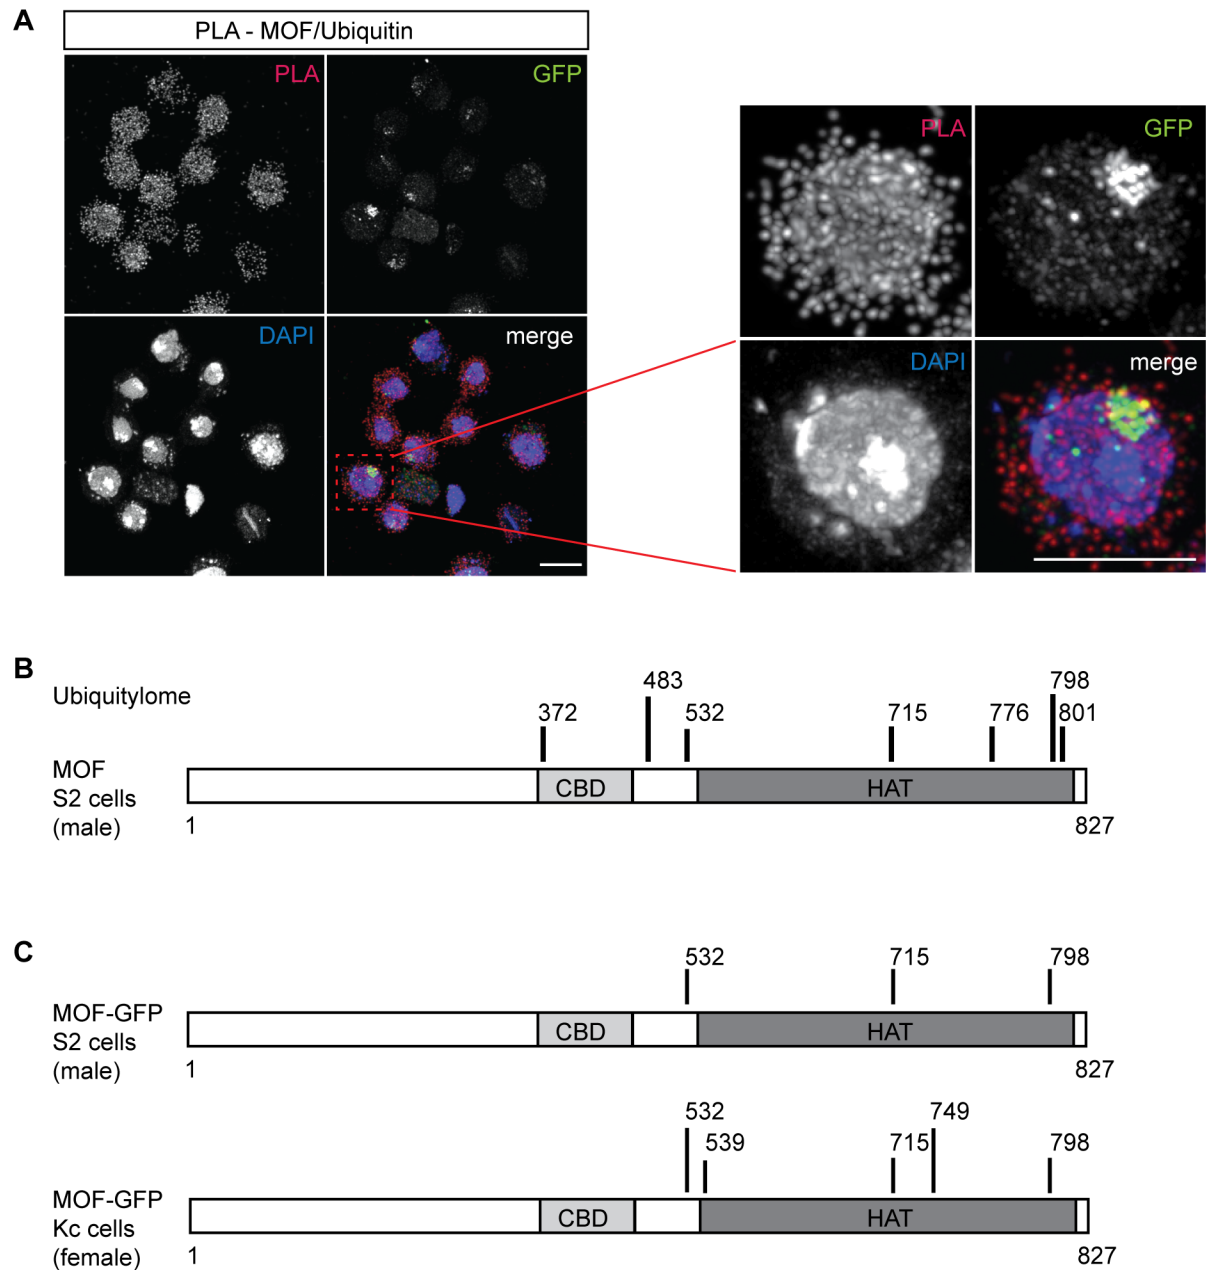 A
PLA - MOF/Ubiquitin
PLA
GFP
DAPI
merge
PLA
GFP
DAPI
merge
B
Ubiquitylome
372
483
532
715
776
798
801
MOF
S2 cells
(male)
CBD
HAT
1
827
C
532
715
798
MOF-GFP
S2 cells
(male)
CBD
HAT
1
827
532
539
715
749
798
MOF-GFP
Kc cells
(female)
CBD
HAT
1
827